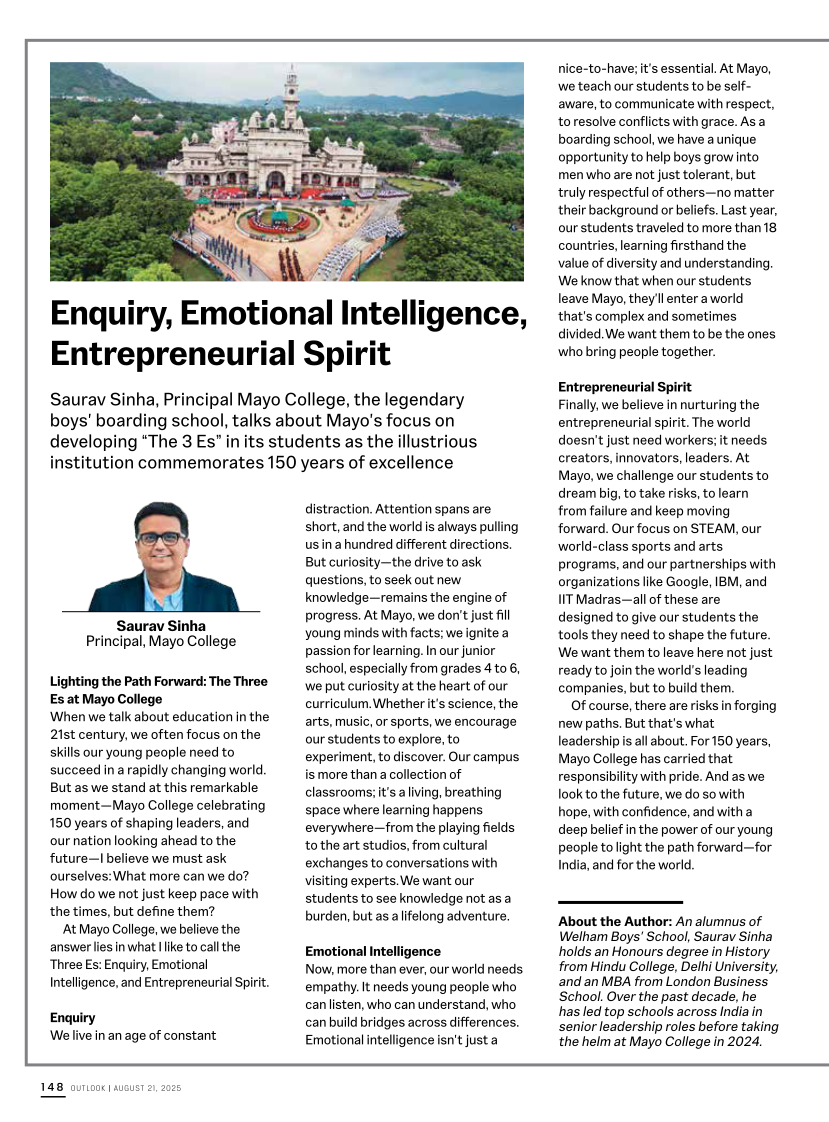 Enquiry, Emotional Intelligence,
Entrepreneurial Spirit
Saurav Sinha, Principal Mayo College, the legendary
boys' boarding school, talks about Mayo's focus on
developing “The 3 Es” in its students as the illustrious
institution commemorates 150 years of excellence
Saurav Sinha
Principal, Mayo College
Lighting the Path Forward: The Three
Es at Mayo College
When we talk about education in the
21st century, we often focus on the
skills our young people need to
succeed in a rapidly changing world.
But as we stand at this remarkable
moment—Mayo College celebrating
150 years of shaping leaders, and
our nation looking ahead to the
future—I believe we must ask
ourselves: What more can we do?
How do we not just keep pace with
the times, but define them?
At Mayo College, we believe the
answer lies in what I like to call the
Three Es: Enquiry, Emotional
Intelligence, and Entrepreneurial Spirit.
Enquiry
We live in an age of constant
distraction. Attention spans are
short, and the world is always pulling
us in a hundred different directions.
But curiosity—the drive to ask
questions, to seek out new
knowledge—remains the engine of
progress. At Mayo, we don't just fill
young minds with facts; we ignite a
passion for learning. In our junior
school, especially from grades 4 to 6,
we put curiosity at the heart of our
curriculum. Whether it's science, the
arts, music, or sports, we encourage
our students to explore, to
experiment, to discover. Our campus
is more than a collection of
classrooms; it's a living, breathing
space where learning happens
everywhere—from the playing fields
to the art studios, from cultural
exchanges to conversations with
visiting experts. We want our
students to see knowledge not as a
burden, but as a lifelong adventure.
Emotional Intelligence
Now, more than ever, our world needs
empathy. It needs young people who
can listen, who can understand, who
can build bridges across differences.
Emotional intelligence isn't just a
nice-to-have; it's essential. At Mayo,
we teach our students to be self-
aware, to communicate with respect,
to resolve conflicts with grace. As a
boarding school, we have a unique
opportunity to help boys grow into
men who are not just tolerant, but
truly respectful of others—no matter
their background or beliefs. Last year,
our students traveled to more than 18
countries, learning firsthand the
value of diversity and understanding.
We know that when our students
leave Mayo, they'll enter a world
that's complex and sometimes
divided. We want them to be the ones
who bring people together.
Entrepreneurial Spirit
Finally, we believe in nurturing the
entrepreneurial spirit. The world
doesn't just need workers; it needs
creators, innovators, leaders. At
Mayo, we challenge our students to
dream big, to take risks, to learn
from failure and keep moving
forward. Our focus on STEAM, our
world-class sports and arts
programs, and our partnerships with
organizations like Google, IBM, and
IIT Madras—all of these are
designed to give our students the
tools they need to shape the future.
We want them to leave here not just
ready to join the world's leading
companies, but to build them.
Of course, there are risks in forging
new paths. But that's what
leadership is all about. For 150 years,
Mayo College has carried that
responsibility with pride. And as we
look to the future, we do so with
hope, with confidence, and with a
deep belief in the power of our young
people to light the path forward—for
India, and for the world.
About the Author: An alumnus of
Welham Boys' School, Saurav Sinha
holds an Honours degree in History
from Hindu College, Delhi University,
and an MBA from London Business
School. Over the past decade, he
has led top schools across India in
senior leadership roles before taking
the helm at Mayo College in 2024.
148 OUTLOOK | AUGUST 21, 2025